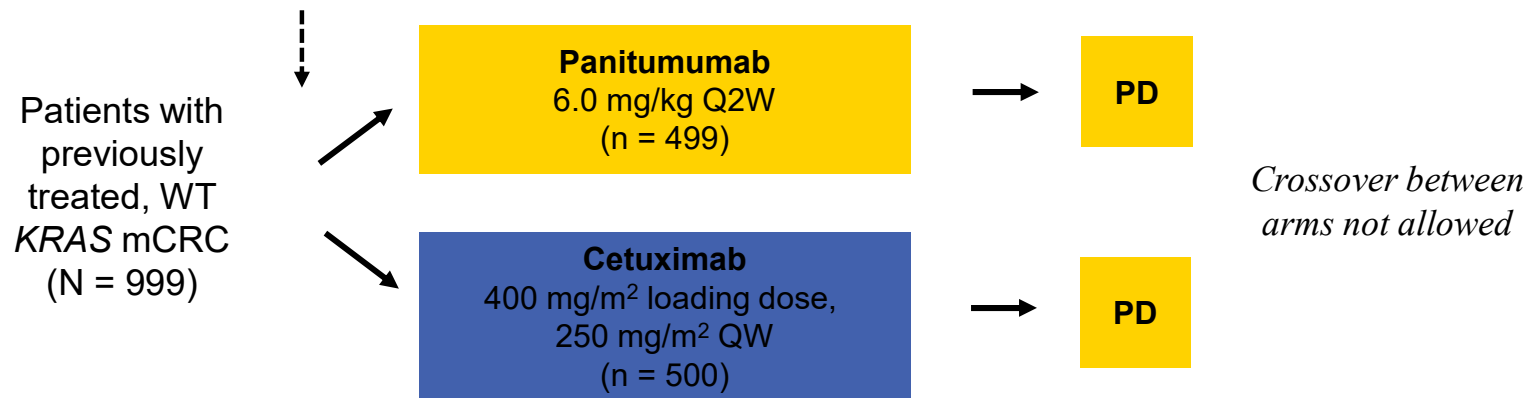 Patients with
previously
treated, WT
KRAS mCRC
(N = 999)
Panitumumab
6.0 mg/kg Q2W
(n = 499)
PD
Cetuximab
400 mg/m² loading dose,
250 mg/m² QW
(n = 500)
PD
Crossover between
arms not allowed